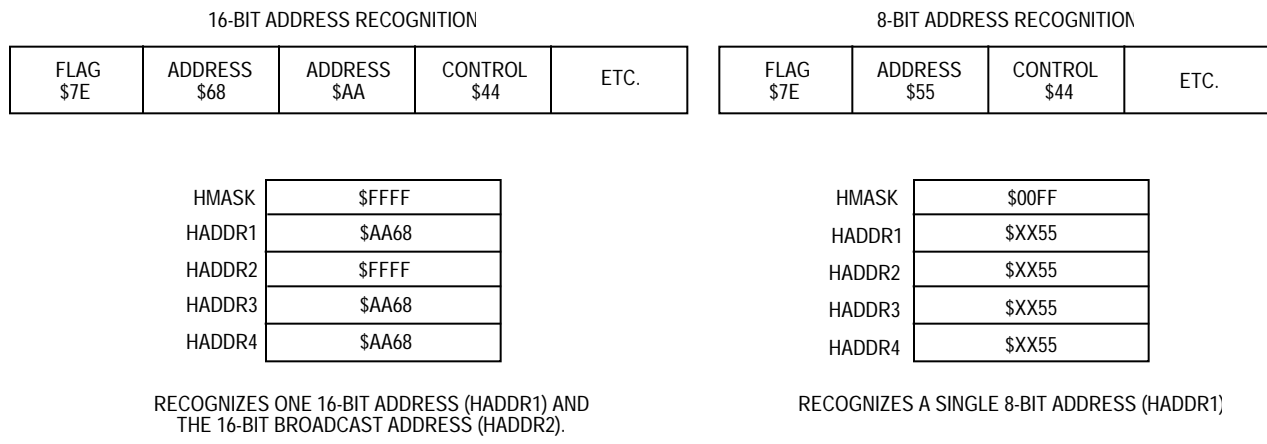 16-BIT ADDRESS RECOGNITION
FLAG $7E
ADDRESS $68
ADDRESS $AA
CONTROL $44
ETC.
HMASK $FFFF
HADDR1 $AA68
HADDR2 $FFFF
HADDR3 $AA68
HADDR4 $AA68
RECOGNIZES ONE 16-BIT ADDRESS (HADDR1) AND
THE 16-BIT BROADCAST ADDRESS (HADDR2).
8-BIT ADDRESS RECOGNITION
FLAG $7E
ADDRESS $55
CONTROL $44
ETC.
HMASK $00FF
HADDR1 $XX55
HADDR2 $XX55
HADDR3 $XX55
HADDR4 $XX55
RECOGNIZES A SINGLE 8-BIT ADDRESS (HADDR1)